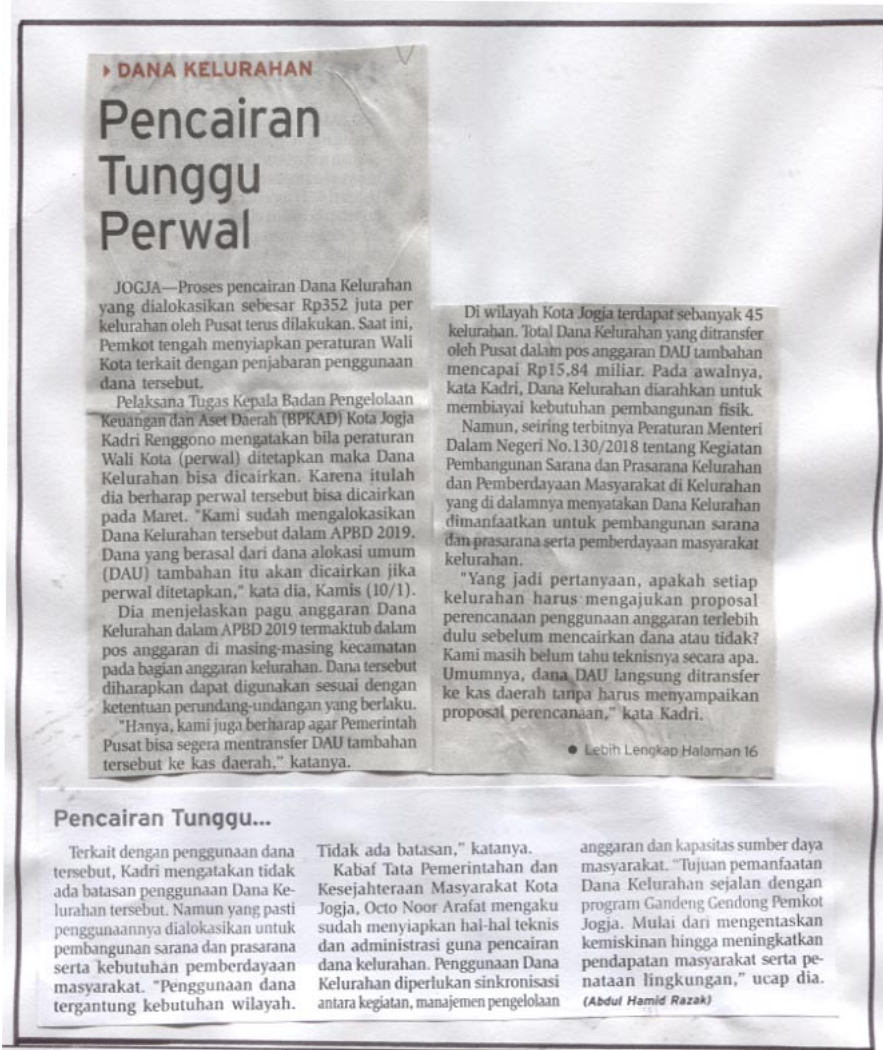 DANA KELURAHAN
Pencairan
Tunggu
Perwal
JOGJA—Proses pencairan Dana Kelurahan
yang dialokasikan sebesar Rp352 juta per
kelurahan oleh Pusat terus dilakukan. Saat ini,
Pemkot tengah menyiapkan peraturan Wali
Kota terkait dengan penjabaran penggunaan
dana tersebut.
Pelaksana Tugas Kepala Badan Pengelolaan
Keuangan dan Aset Daerah (BPKAD) Kota Jogja
Kadri Renggono mengatakan bila peraturan
Wali Kota (perwal) ditetapkan maka Dana
Kelurahan bisa dicairkan. Karena itulah
dia berharap perwal tersebut bisa dicairkan
pada Maret. "Kami sudah mengalokasikan
Dana Kelurahan tersebut dalam APBD 2019.
Dana yang berasal dari dana alokasi umum
(DAU) tambahan itu akan dicairkan jika
perwal ditetapkan," kata dia, Kamis (10/1).
Dia menjelaskan pagu anggaran Dana
Kelurahan dalam APBD 2019 termaktub dalam
pos anggaran di masing-masing kecamatan
pada bagian anggaran kelurahan. Dana tersebut
diharapkan dapat digunakan sesuai dengan
ketentuan perundang-undangan yang berlaku.
"Hanya, kami juga berharap agar Pemerintah
Pusat bisa segera mentransfer DAU tambahan
tersebut ke kas daerah," katanya.
Di wilayah Kota Jogja terdapat sebanyak 45
kelurahan. Total Dana Kelurahan yang ditransfer
oleh Pusat dalam pos anggaran DAU tambahan
mencapai Rp15,84 miliar. Pada awalnya,
kata Kadri, Dana Kelurahan diarahkan untuk
membiayai kebutuhan pembangunan fisik.
Namun, seiring terbitnya Peraturan Menteri
Dalam Negeri No.130/2018 tentang Kegiatan
Pembangunan Sarana dan Prasarana Kelurahan
dan Pemberdayaan Masyarakat di Kelurahan
yang di dalamnya menyatakan Dana Kelurahan
dimanfaatkan untuk pembangunan sarana
dan prasarana serta pemberdayaan masyarakat
kelurahan.
"Yang jadi pertanyaan, apakah setiap
kelurahan harus mengajukan proposal
perencanaan penggunaan anggaran terlebih
dulu sebelum mencairkan dana atau tidak?
Kami masih belum tahu teknisnya secara apa.
Umumnya, dana DAU langsung ditransfer
ke kas daerah tanpa harus menyampaikan
proposal perencanaan," kata Kadri.
● Lebih Lengkap Halaman 16
Pencairan Tunggu...
Terkait dengan penggunaan dana
tersebut, Kadri mengatakan tidak
ada batasan penggunaan Dana Ke-
lurahan tersebut. Namun yang pasti
penggunaannya dialokasikan untuk
pembangunan sarana dan prasarana
serta kebutuhan pemberdayaan
masyarakat. "Penggunaan dana
tergantung kebutuhan wilayah.
Tidak ada batasan," katanya.
Kabaf Tata Pemerintahan dan
Kesejahteraan Masyarakat Kota
Jogja, Octo Noor Arafat mengaku
sudah menyiapkan hal-hal teknis
dan administrasi guna pencairan
dana kelurahan. Penggunaan Dana
Kelurahan diperlukan sinkronisasi
antara kegiatan, manajemen pengelolaan
anggaran dan kapasitas sumber daya
masyarakat. "Tujuan pemanfaatan
Dana Kelurahan sejalan dengan
program Gandeng Gendong Pemkot
Jogja. Mulai dari mengentaskan
kemiskinan hingga meningkatkan
pendapatan masyarakat serta pe-
nataan lingkungan," ucap dia.
(Abdul Hamid Razak)